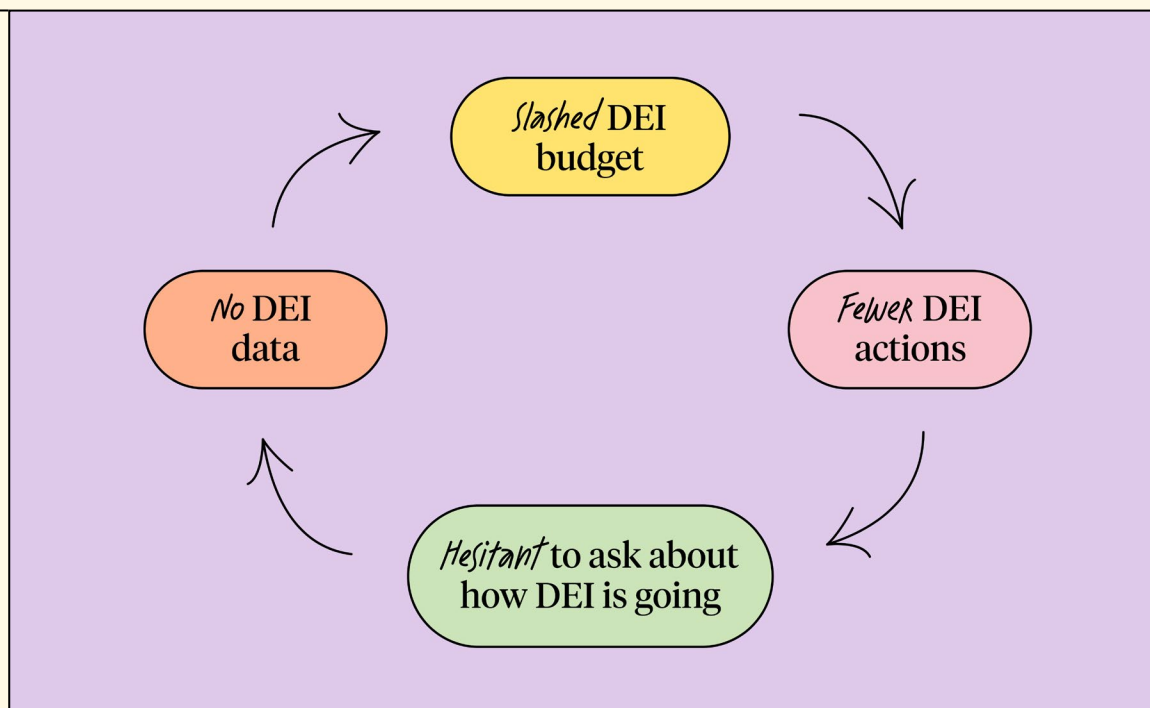 Slashed DEI
budget
Fewer DEI
actions
Hesitant to ask about
how DEI is going
No DEI
data